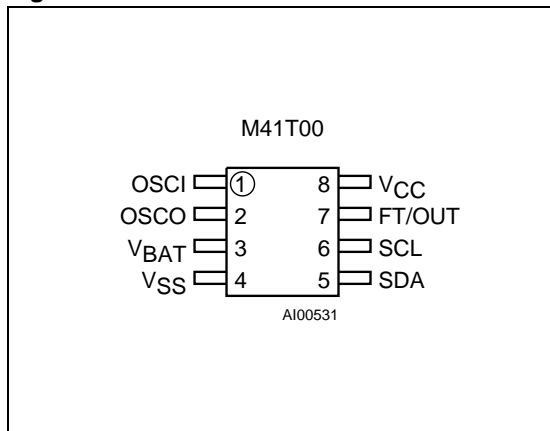 M41T00
OSCI 1 8 VCC
OSCO 2 7 FT/OUT
VBAT 3 6 SCL
VSS 4 5 SDA
AI00531